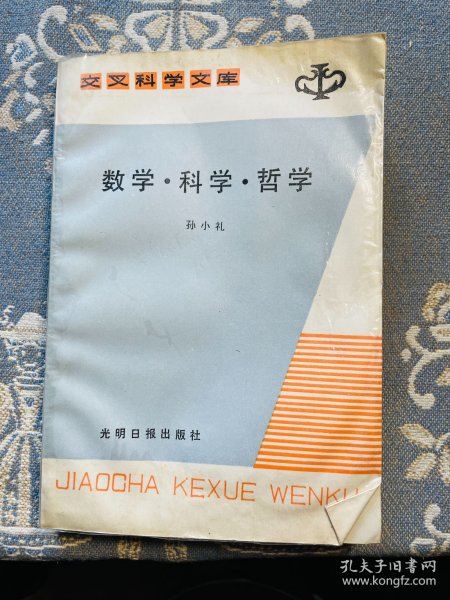 交叉科学文库
数学·科学·哲学
孙小礼
光明日报出版社
JIAOCHA KEXUE WENKU
孔夫子旧书网
www.kongfz.com